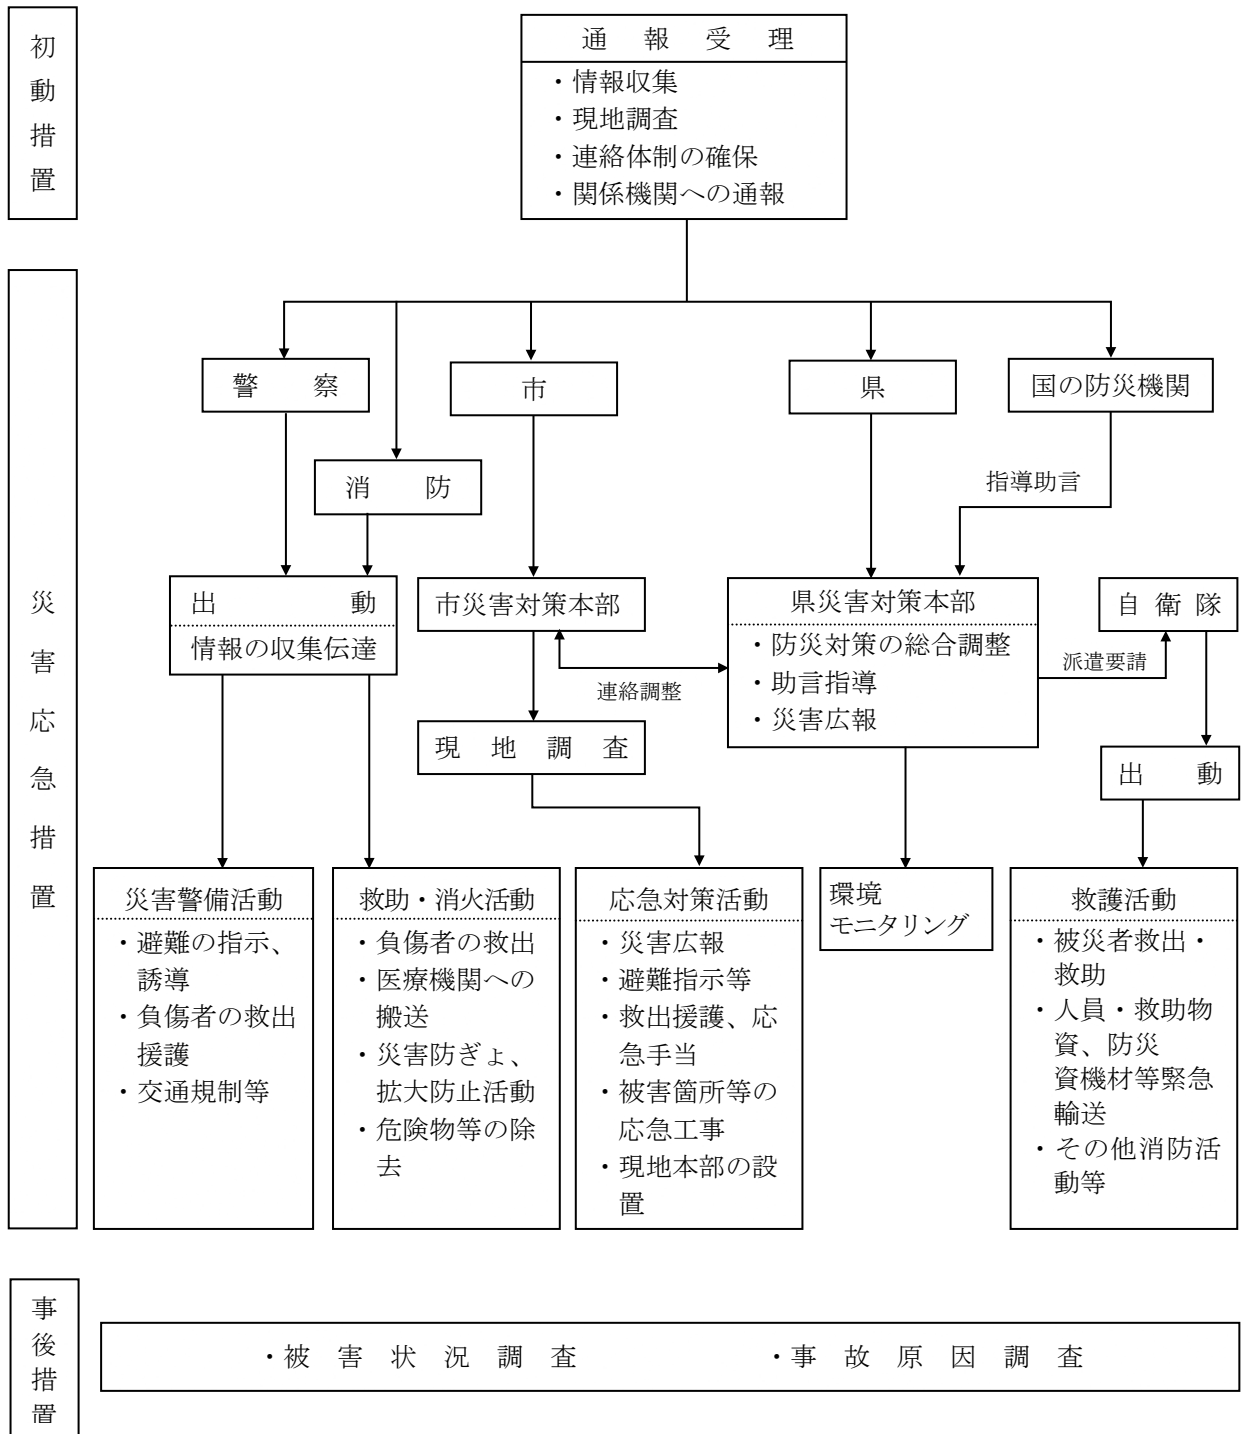 初動措置
通報受理
・情報収集
・現地調査
・連絡体制の確保
・関係機関への通報
災害応急措置
警察
市
県
国の防災機関
消防
指導助言
出動
情報の収集伝達
市災害対策本部
県災害対策本部
・防災対策の総合調整
・助言指導
・災害広報
自衛隊
連絡調整
派遣要請
現地調査
出動
災害警備活動
・避難の指示、
誘導
・負傷者の救出
援護
・交通規制等
救助・消火活動
・負傷者の救出
・医療機関への
搬送
・災害防ぎょ、
拡大防止活動
・危険物等の除
去
応急対策活動
・災害広報
・避難指示等
・救出援護、応
急手当
・被害箇所等の
応急工事
・現地本部の設
置
環境
モニタリング
救護活動
・被災者救出・
救助
・人員・救助物
資、防災
資機材等緊急
輸送
・その他消防活
動等
事後措置
・被害状況調査
・事故原因調査